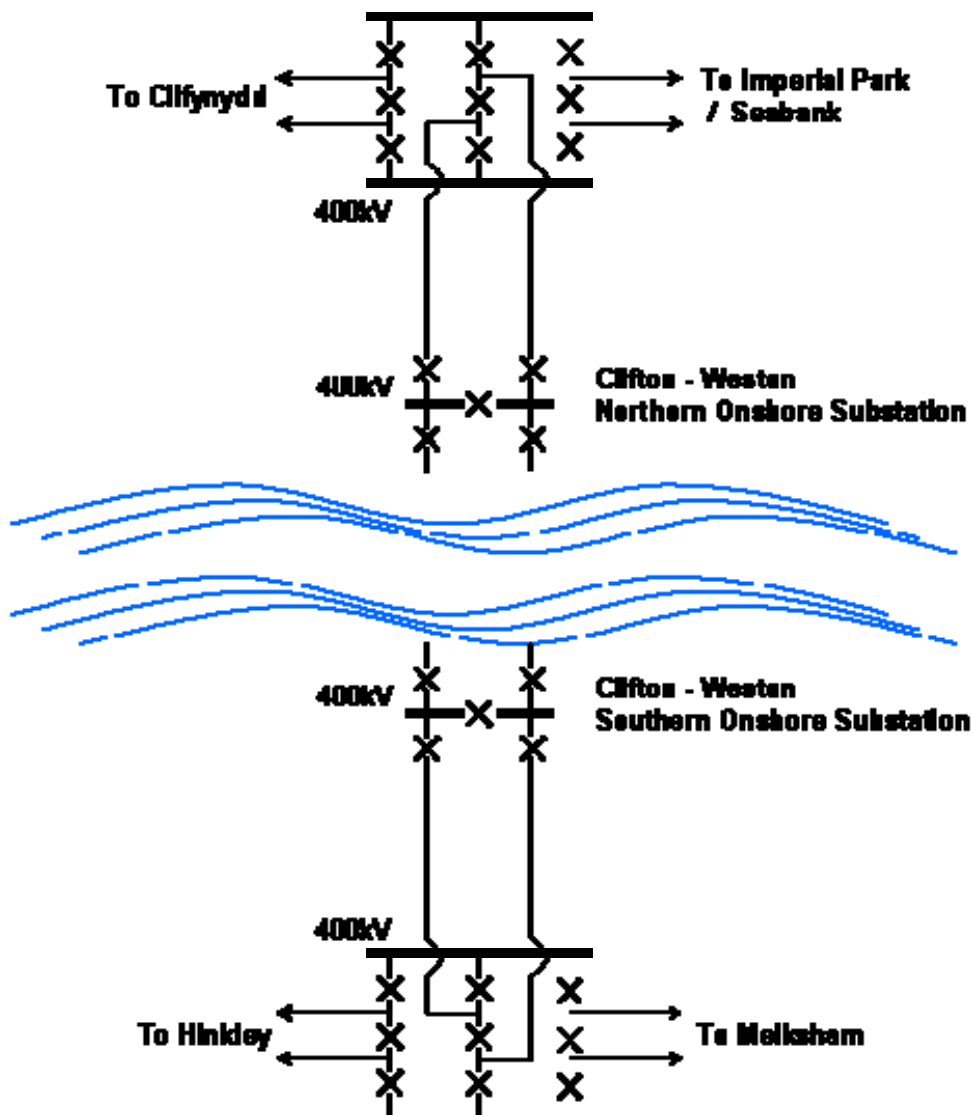 To Cilfynydd
To Imperial Park
/ Seabank
400kV
400kV
Clifton - Weston
Northern Onshore Substation
400kV
Clifton - Weston
Southern Onshore Substation
400kV
To Hinkley
To Melksham